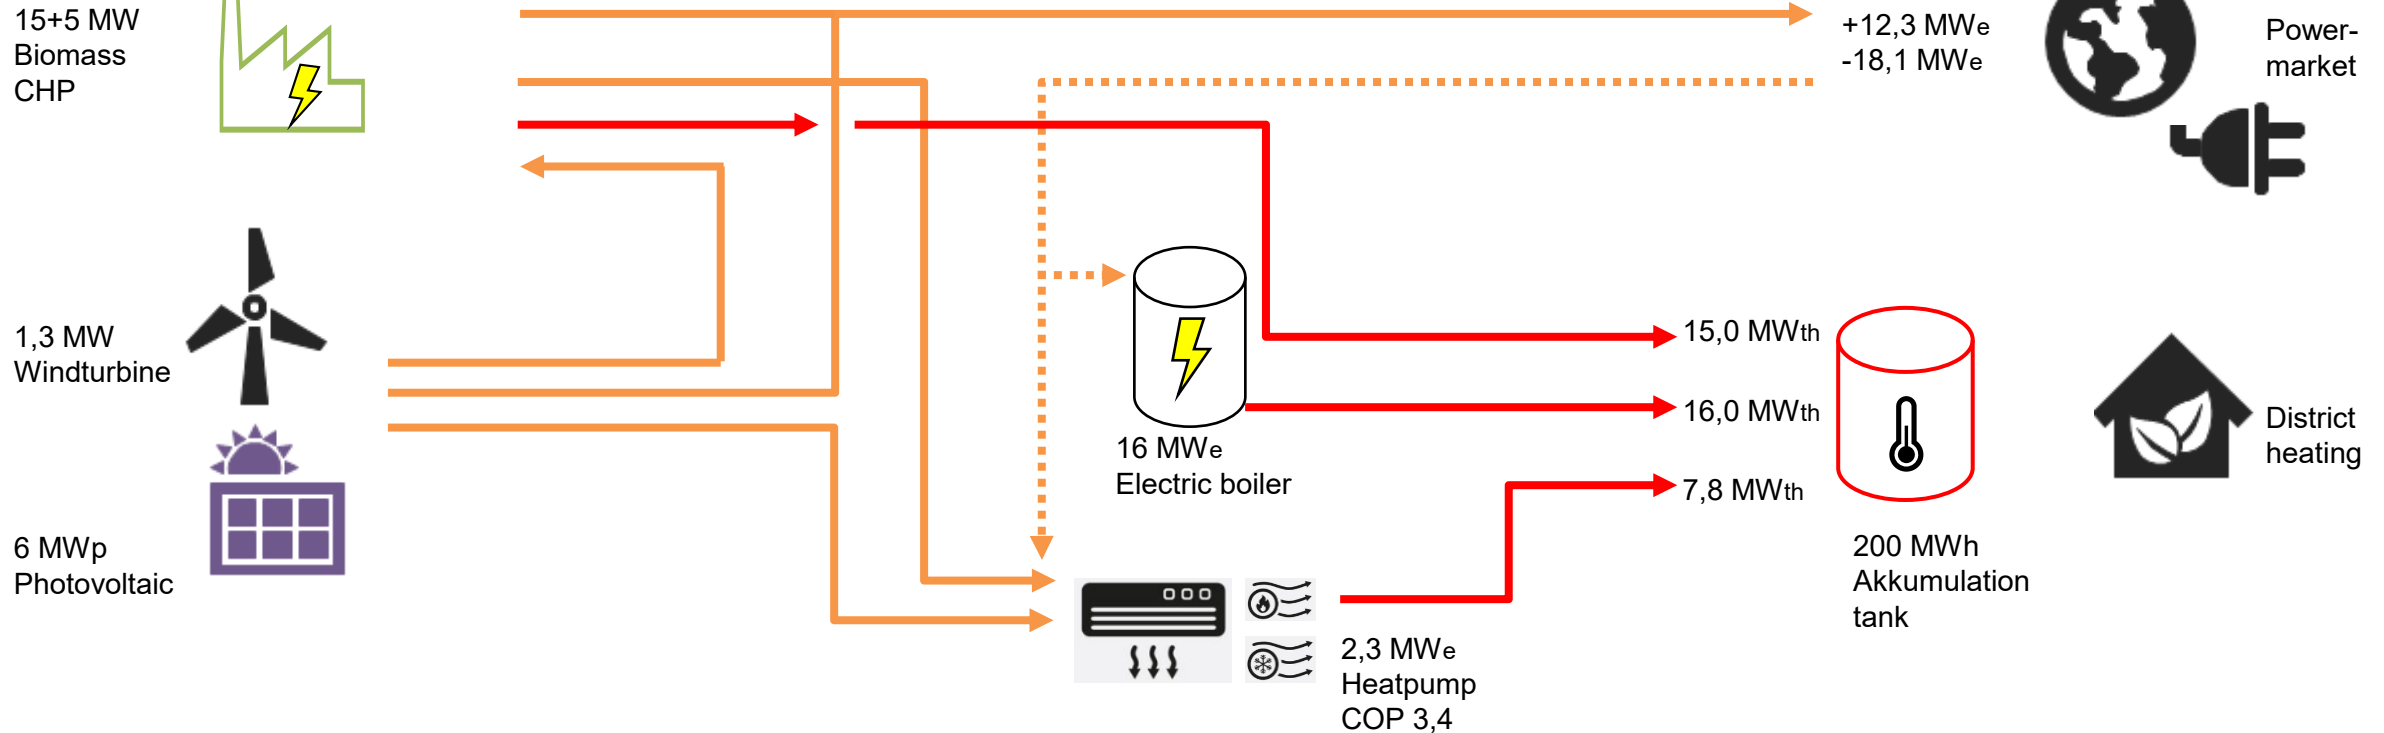 15+5 MW
Biomass
CHP
+12,3 MWe
-18,1 MWe
Power-
market
1,3 MW
Windturbine
15,0 MWth
16,0 MWth
7,8 MWth
District
heating
16 MWe
Electric boiler
6 MWp
Photovoltaic
200 MWh
Akkumulation
tank
2,3 MWe
Heatpump
COP 3,4